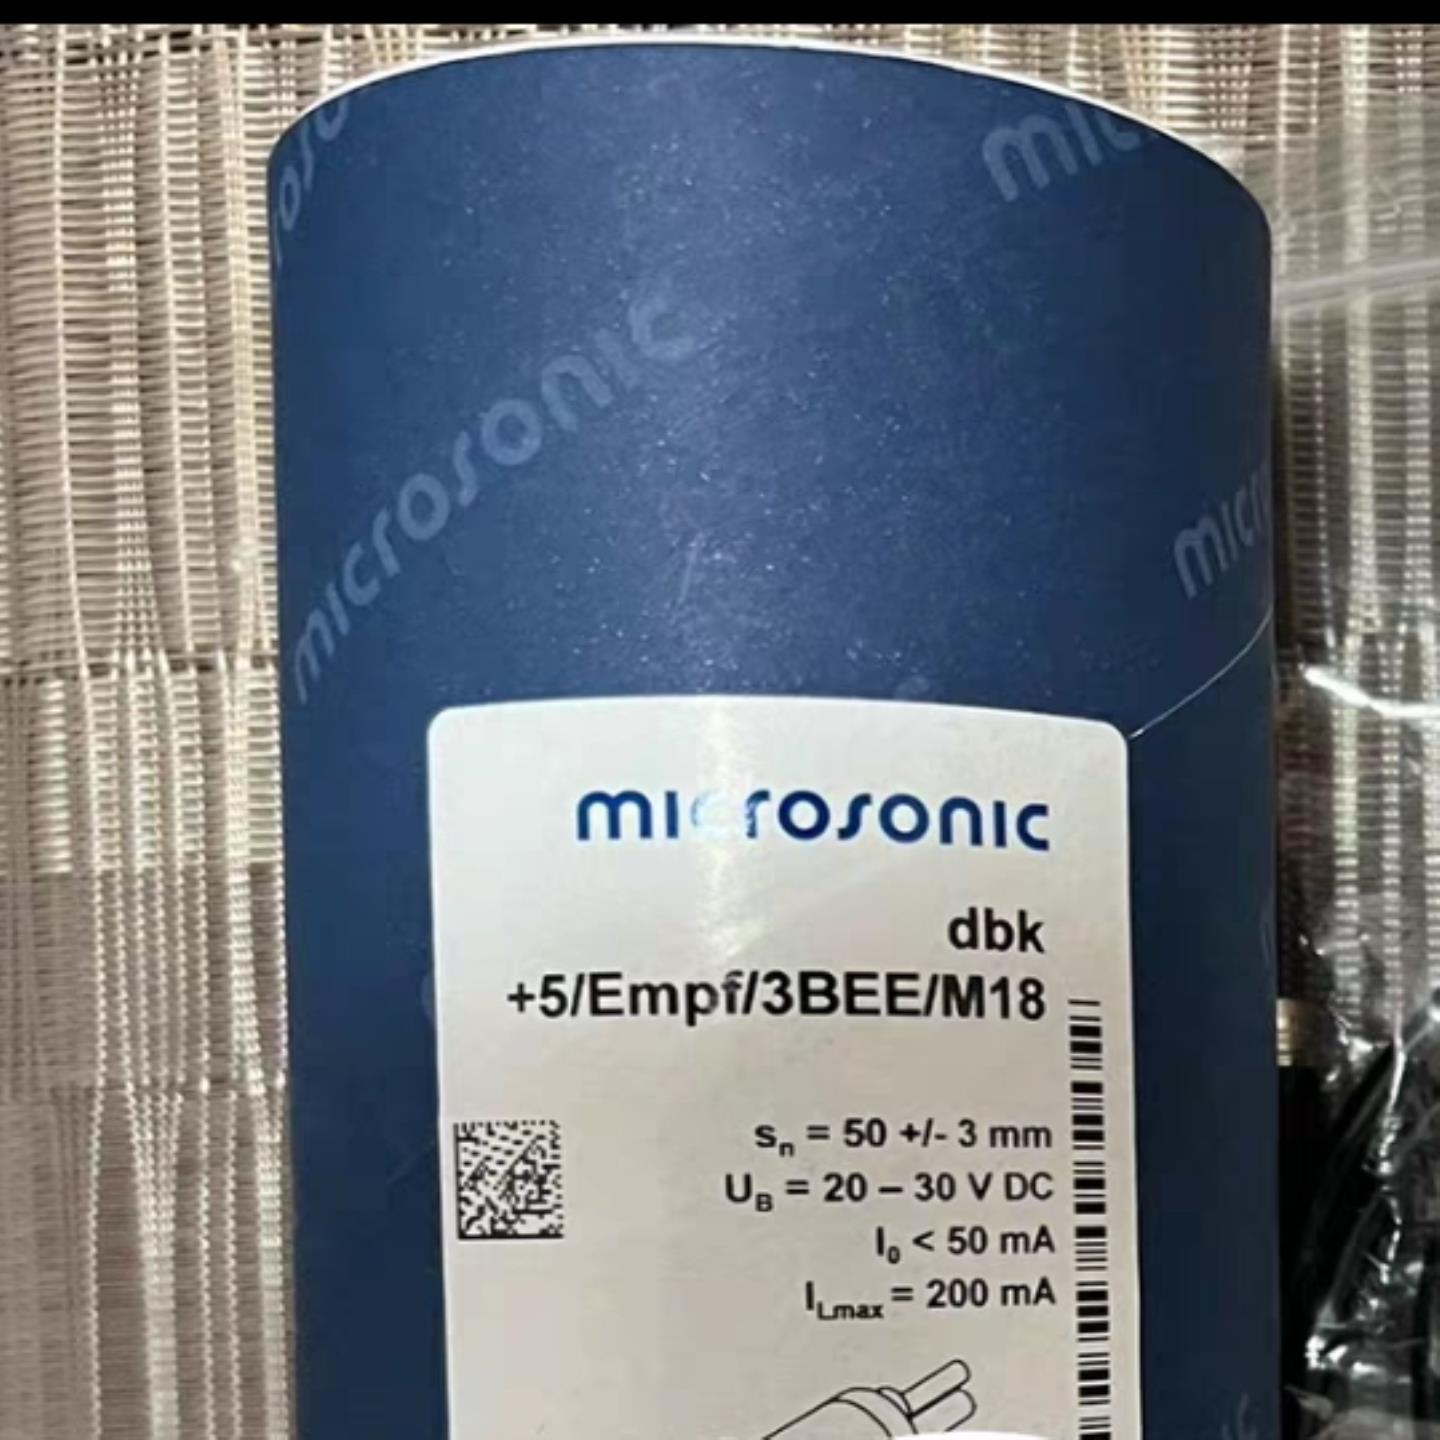 microsonic
mic
microsonic
micr
microsonic
dbk
+5/Empf/3BEE/M18
sn = 50 +/- 3 mm
UB = 20 – 30 V DC
I0 < 50 mA
ILmax = 200 mA